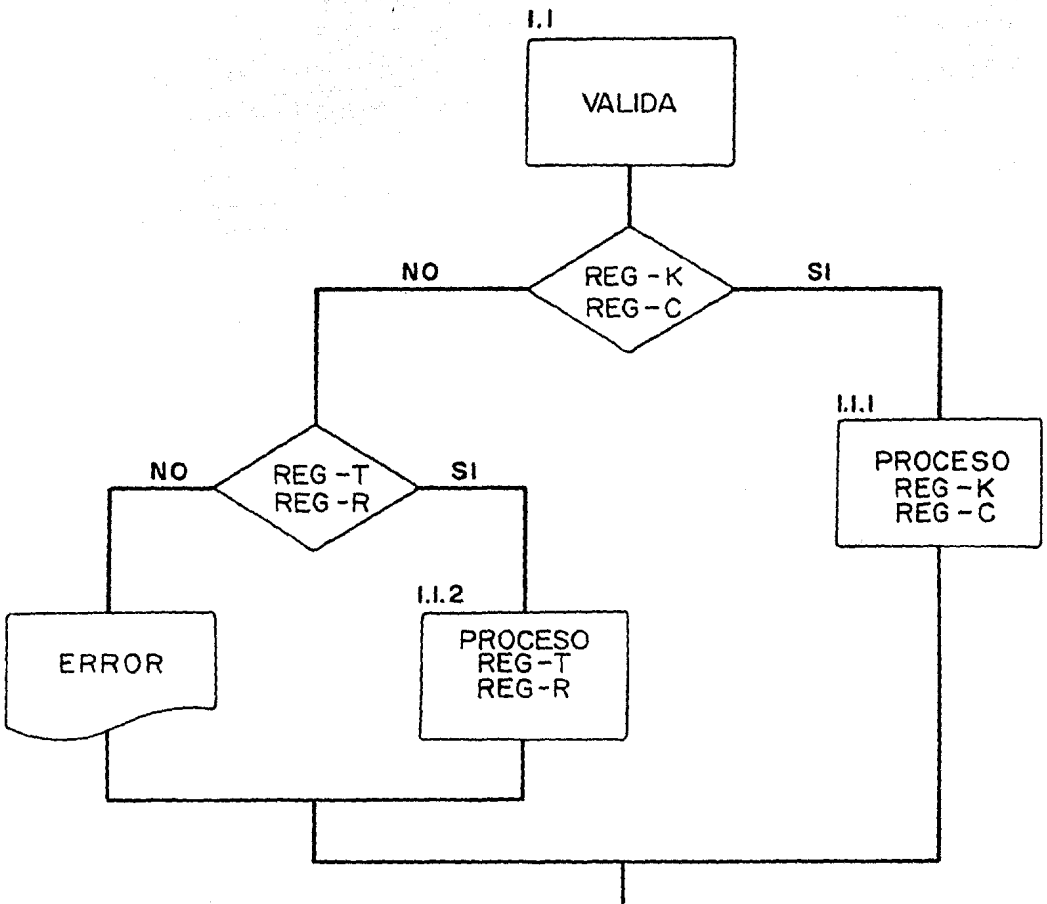 1.1
VALIDA
NO
REG-K
REG-C
SI
1.1.1
PROCESO
REG-K
REG-C
NO
REG-T
REG-R
SI
1.1.2
PROCESO
REG-T
REG-R
ERROR